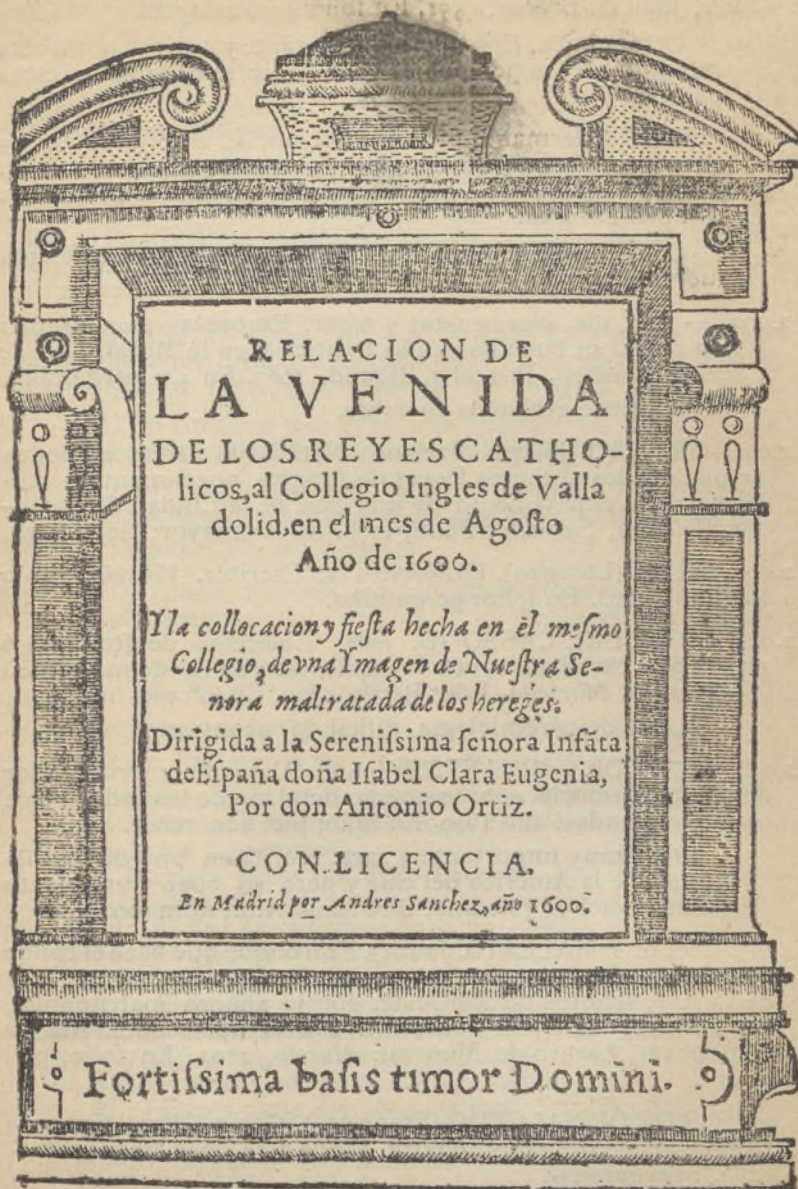 RELACION DE
LA VENIDA
DE LOS REYES CATHO-
licos, al Collegio Ingles de Valla
dolid, en el mes de Agoſto
Año de 1600.
Y la collocacion y fieſta hecha en el meſmo
Collegio, de vna Ymagen de Nueſtra Se-
ñora maltratada de los hereges.
Dirigida a la Sereniſsima ſeñora Infãta
de Eſpaña doña Iſabel Clara Eugenia,
Por don Antonio Ortiz.
CON LICENCIA.
En Madrid por Andres Sanchez, año 1600.
Fortiſsima baſis timor Domini.